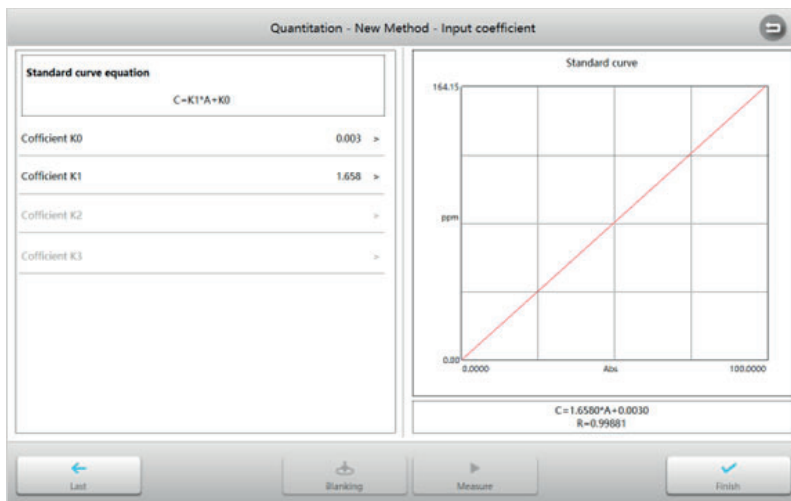 Quantitation - New Method - Input coefficient
Standard curve equation
C=K1*A+K0
Cofficient K0 0.003 >
Cofficient K1 1.658 >
Cofficient K2 >
Cofficient K3 >
Standard curve
164.15
ppm
0.00
0.0000 Abs 100.0000
C=1.6580*A+0.0030
R=0.99881
Last
Blanking
Measure
Finish